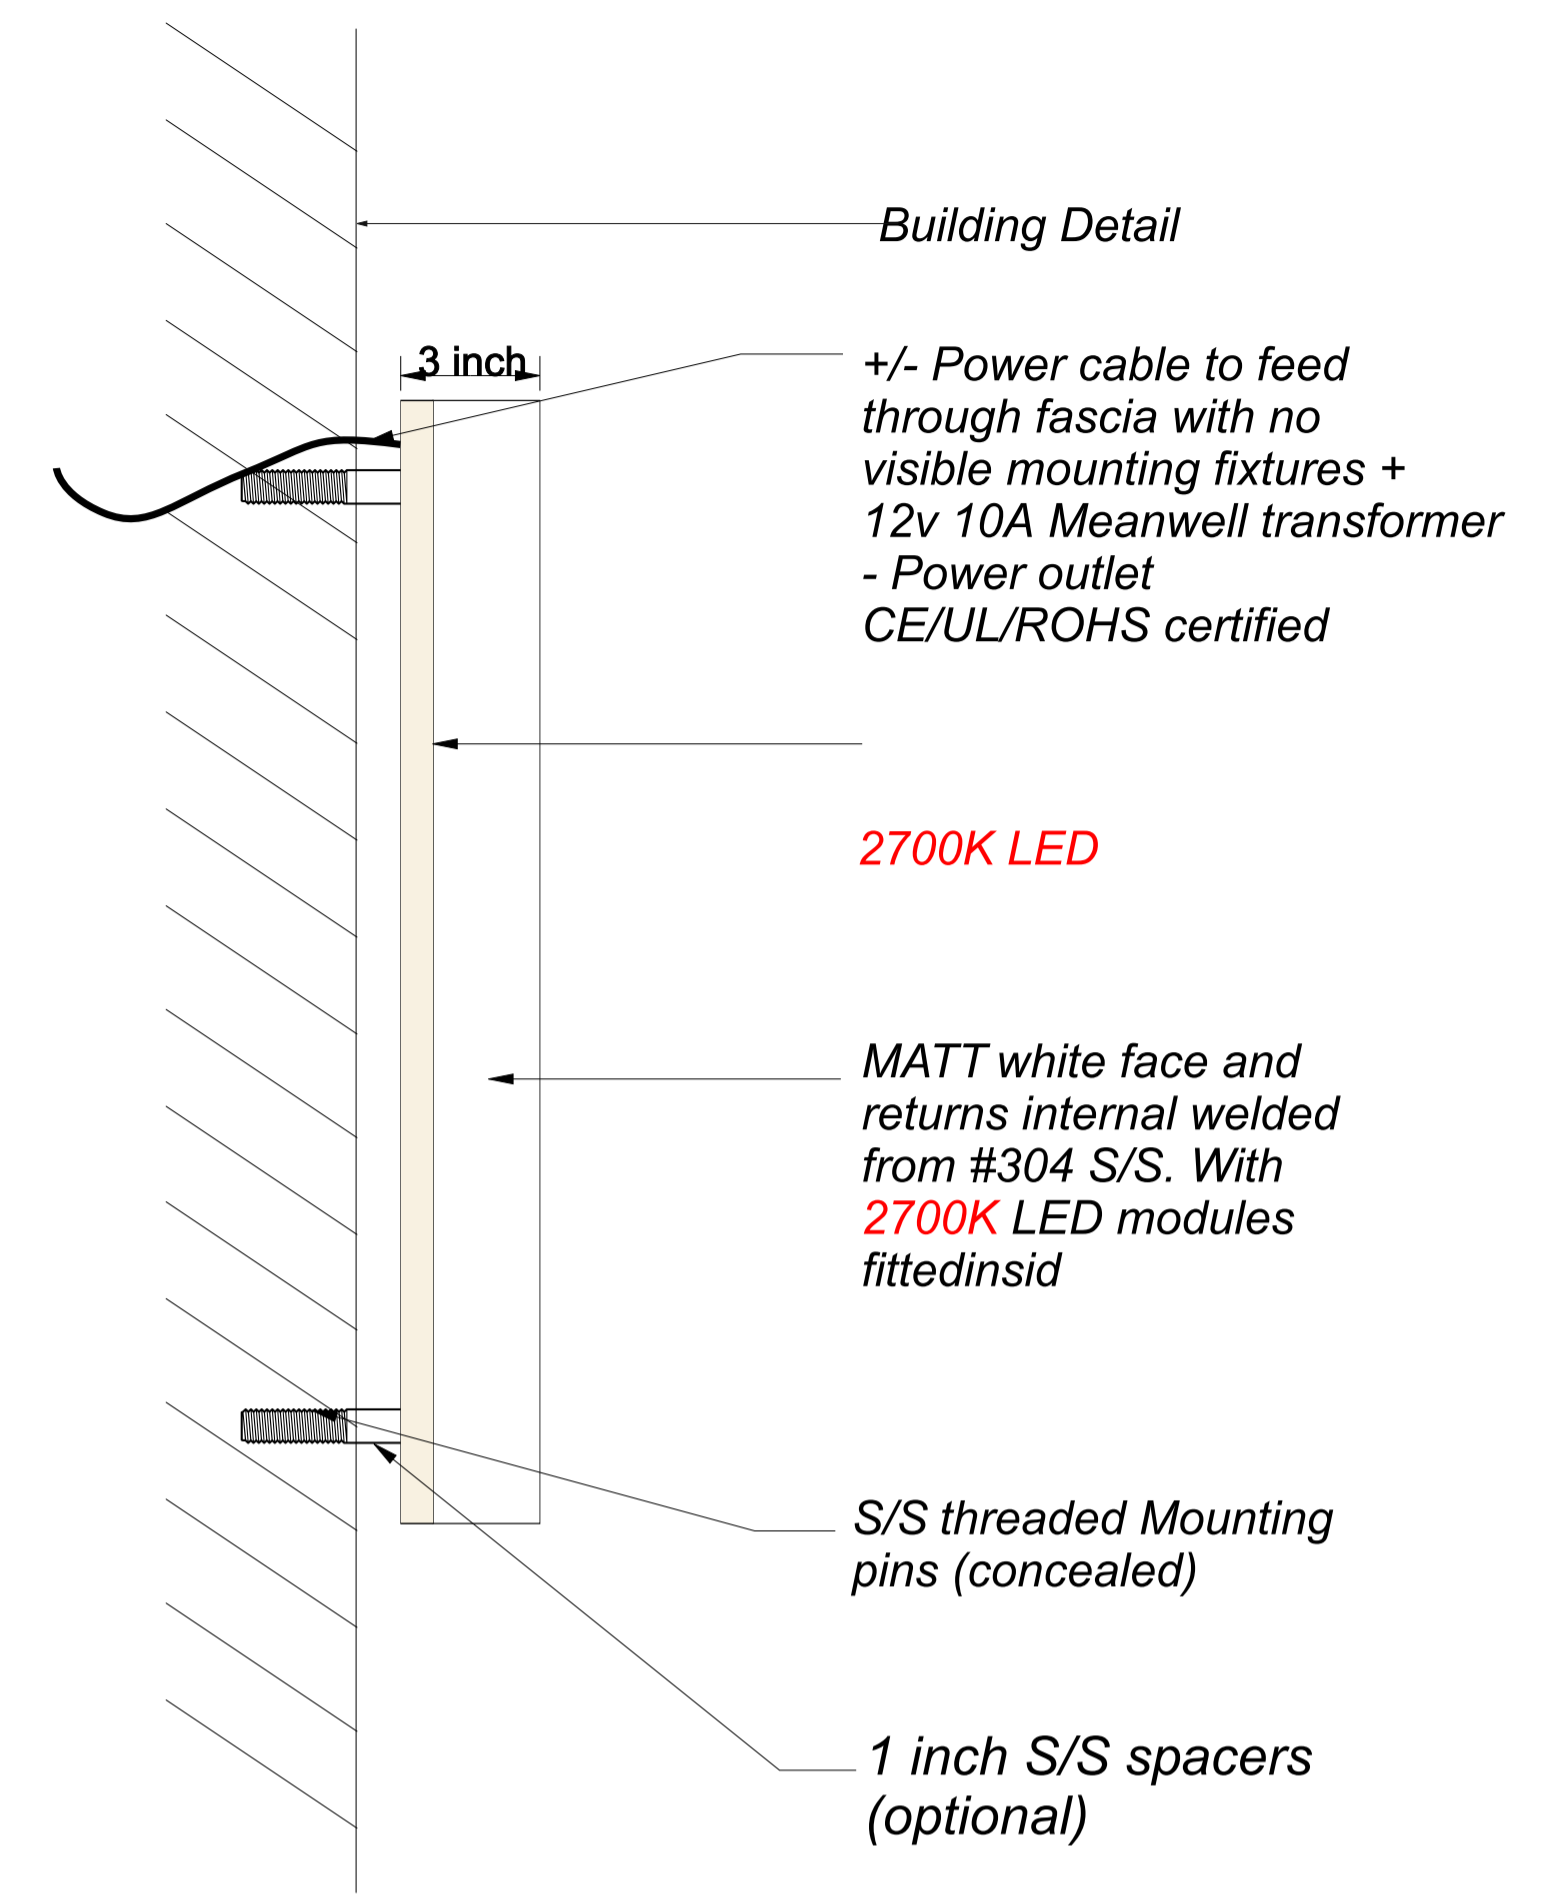 Building Detail
3 inch
+/- Power cable to feed
through fascia with no
visible mounting fixtures +
12v 10A Meanwell transformer
- Power outlet
CE/UL/ROHS certified
2700K LED
MATT white face and
returns internal welded
from #304 S/S. With
2700K LED modules
fittedinsid
S/S threaded Mounting
pins (concealed)
1 inch S/S spacers
(optional)